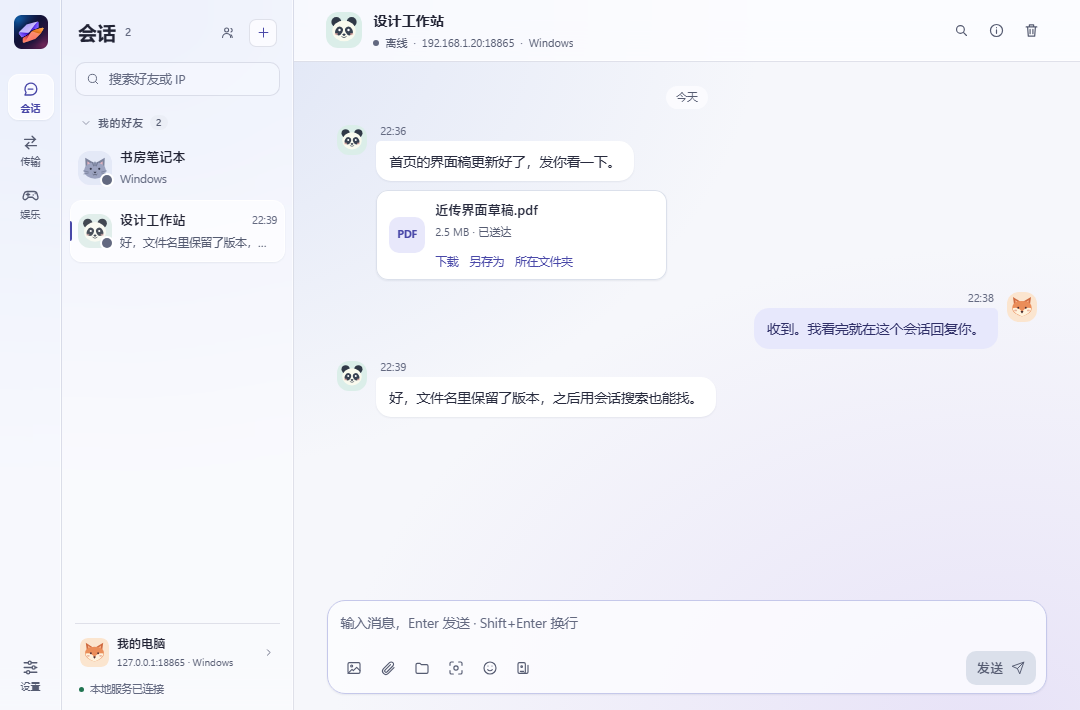 会话
传输
娱乐
设置
会话 2
搜索好友或 IP
我的好友 2
书房笔记本
Windows
设计工作站 22:39
好，文件名里保留了版本，...
我的电脑
127.0.0.1:18865 · Windows
本地服务已连接
设计工作站
离线 · 192.168.1.20:18865 · Windows
今天
22:36
首页的界面稿更新好了，发你看一下。
PDF
近传界面草稿.pdf
2.5 MB · 已送达
下载 另存为 所在文件夹
22:38
收到。我看完就在这个会话回复你。
22:39
好，文件名里保留了版本，之后用会话搜索也能找。
输入消息，Enter 发送 · Shift+Enter 换行
发送